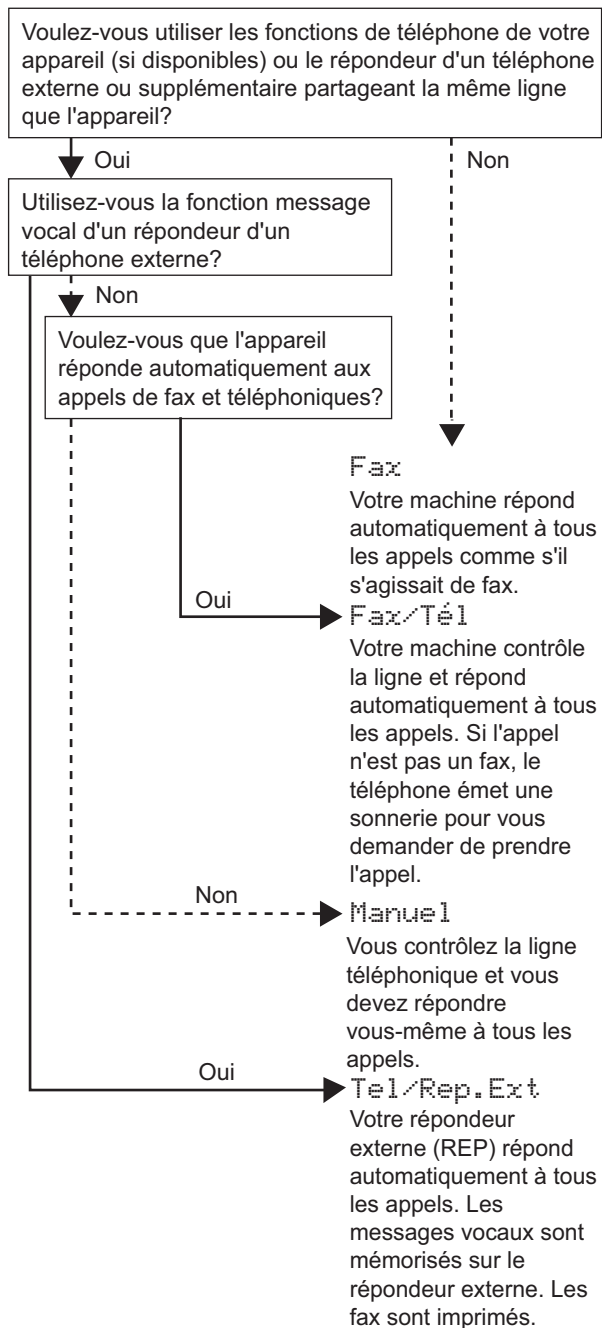 Voulez-vous utiliser les fonctions de téléphone de votre
appareil (si disponibles) ou le répondeur d'un téléphone
externe ou supplémentaire partageant la même ligne
que l'appareil?
Oui
Non
Utilisez-vous la fonction message
vocal d'un répondeur d'un
téléphone externe?
Non
Voulez-vous que l'appareil
réponde automatiquement aux
appels de fax et téléphoniques?
Fax
Votre machine répond
automatiquement à tous
les appels comme s'il
s'agissait de fax.
Oui
Fax/Tél
Votre machine contrôle
la ligne et répond
automatiquement à tous
les appels. Si l'appel
n'est pas un fax, le
téléphone émet une
sonnerie pour vous
demander de prendre
l'appel.
Non
Manuel
Vous contrôlez la ligne
téléphonique et vous
devez répondre
vous-même à tous les
appels.
Oui
Tel/Rep.Ext
Votre répondeur
externe (REP) répond
automatiquement à tous
les appels. Les
messages vocaux sont
mémorisés sur le
répondeur externe. Les
fax sont imprimés.